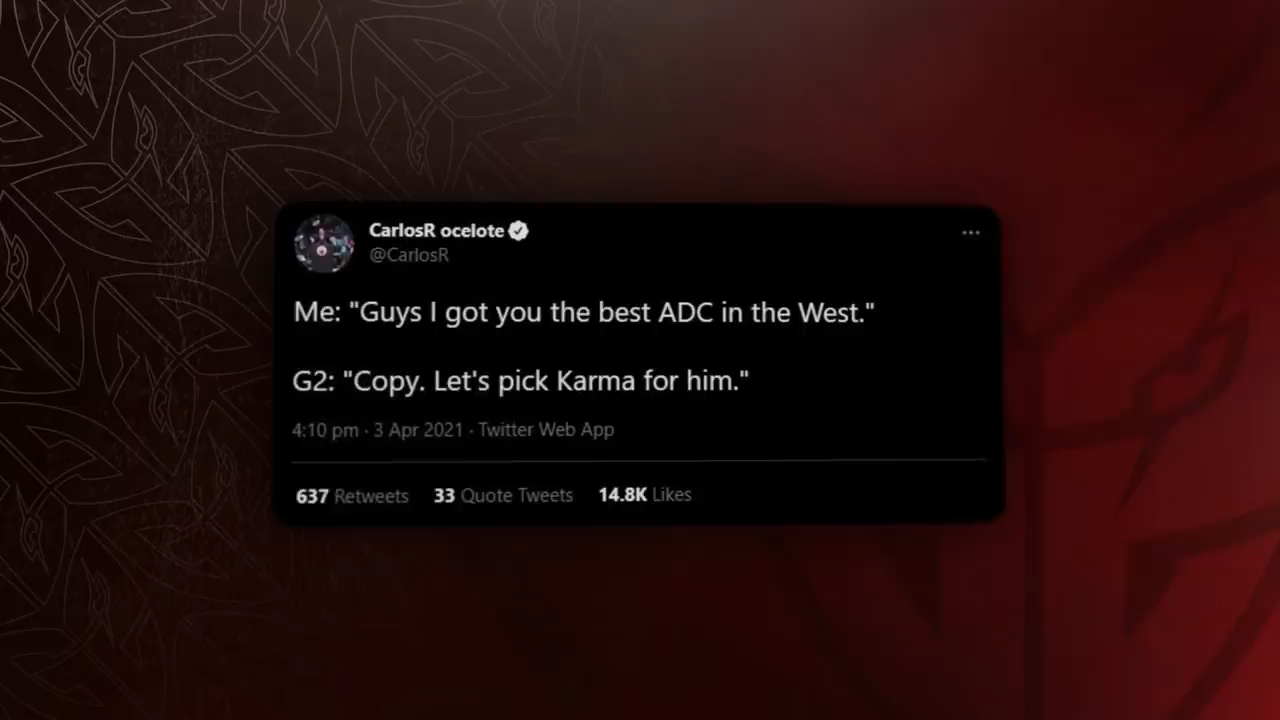 CarlosR ocelote
@CarlosR
Me: "Guys I got you the best ADC in the West."
G2: "Copy. Let's pick Karma for him."
4:10 pm · 3 Apr 2021 · Twitter Web App
637 Retweets 33 Quote Tweets 14.8K Likes